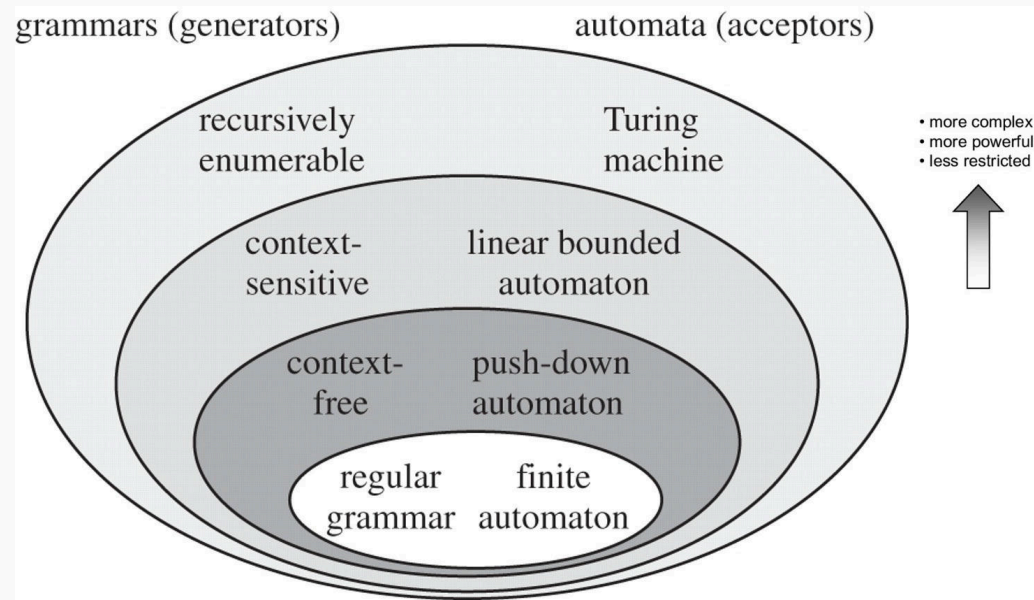 grammars (generators)
automata (acceptors)
recursively
enumerable
Turing
machine
• more complex
• more powerful
• less restricted
context-
sensitive
linear bounded
automaton
context-
free
push-down
automaton
regular
grammar
finite
automaton